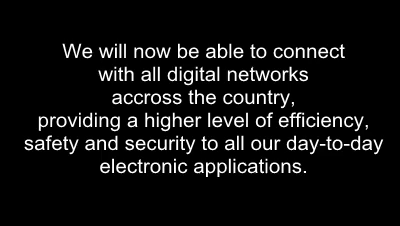 We will now be able to connect
with all digital networks
accross the country,
providing a higher level of efficiency,
safety and security to all our day-to-day
electronic applications.